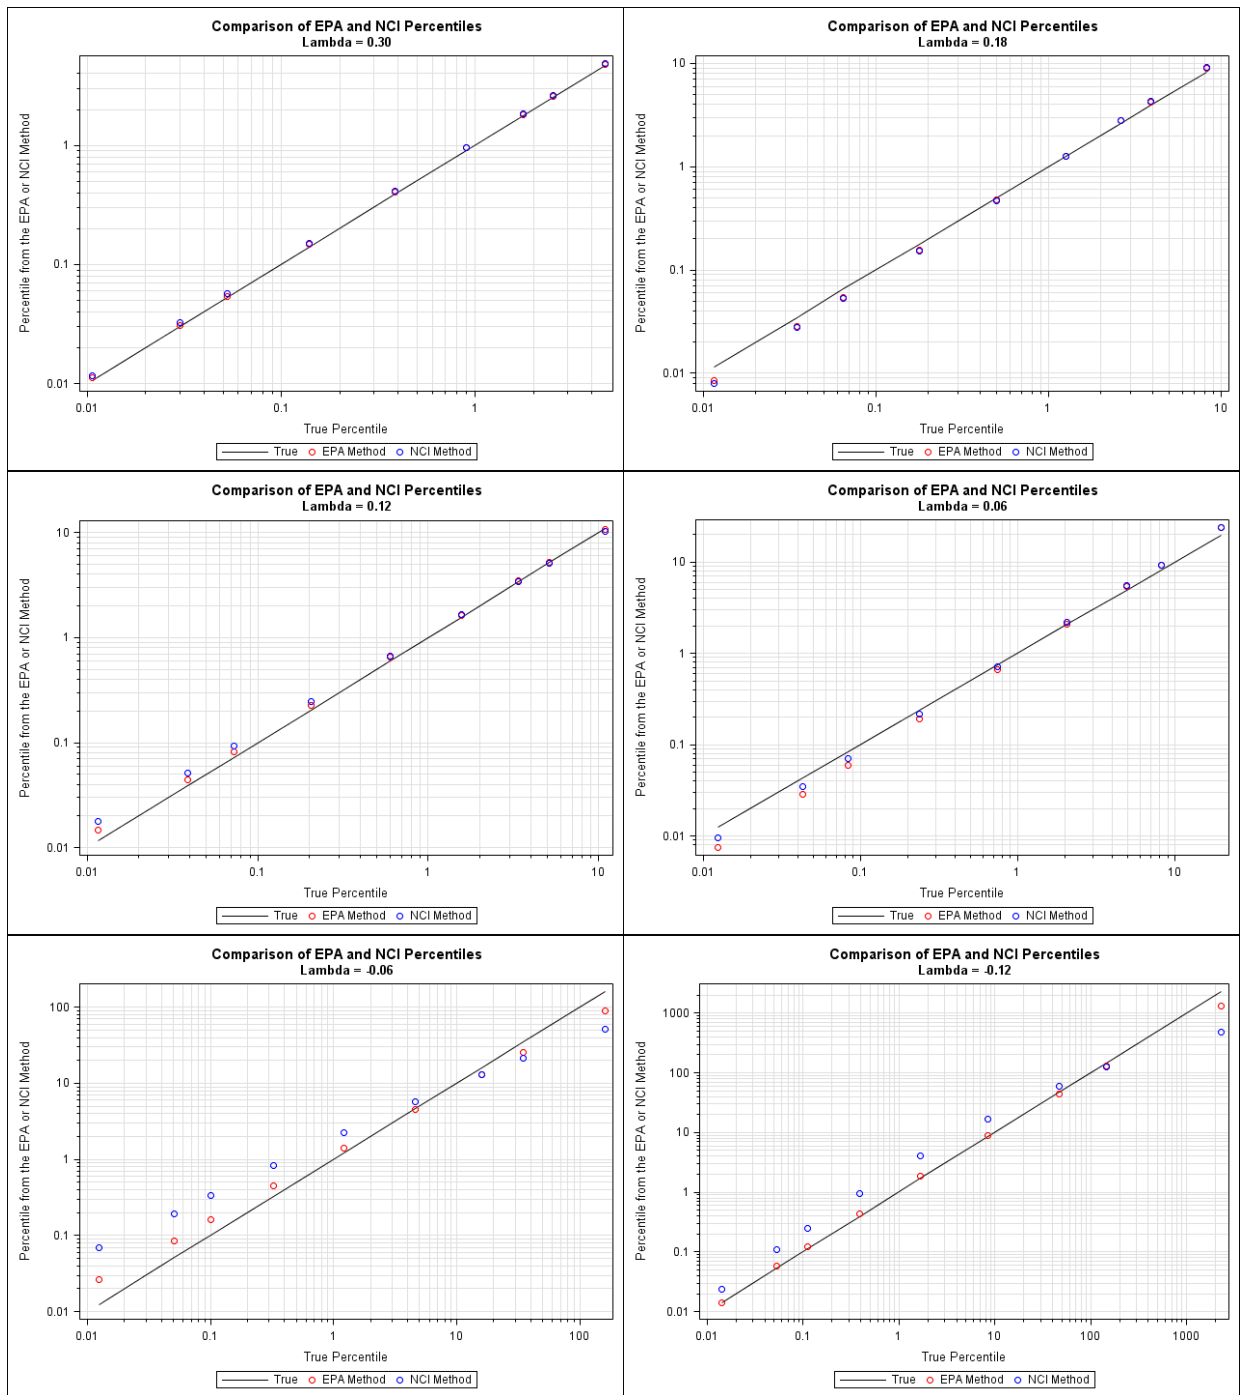 Comparison of EPA and NCI Percentiles
Lambda = 0.30
Percentile from the EPA or NCI Method
1
0.1
0.01
0.01 0.1 1
True Percentile
True EPA Method NCI Method
Comparison of EPA and NCI Percentiles
Lambda = 0.18
Percentile from the EPA or NCI Method
10
1
0.1
0.01
0.01 0.1 1 10
True Percentile
True EPA Method NCI Method
Comparison of EPA and NCI Percentiles
Lambda = 0.12
Percentile from the EPA or NCI Method
10
1
0.1
0.01
0.01 0.1 1 10
True Percentile
True EPA Method NCI Method
Comparison of EPA and NCI Percentiles
Lambda = 0.06
Percentile from the EPA or NCI Method
10
1
0.1
0.01
0.01 0.1 1 10
True Percentile
True EPA Method NCI Method
Comparison of EPA and NCI Percentiles
Lambda = -0.06
Percentile from the EPA or NCI Method
100
10
1
0.1
0.01
0.01 0.1 1 10 100
True Percentile
True EPA Method NCI Method
Comparison of EPA and NCI Percentiles
Lambda = -0.12
Percentile from the EPA or NCI Method
1000
100
10
1
0.1
0.01
0.01 0.1 1 10 100 1000
True Percentile
True EPA Method NCI Method